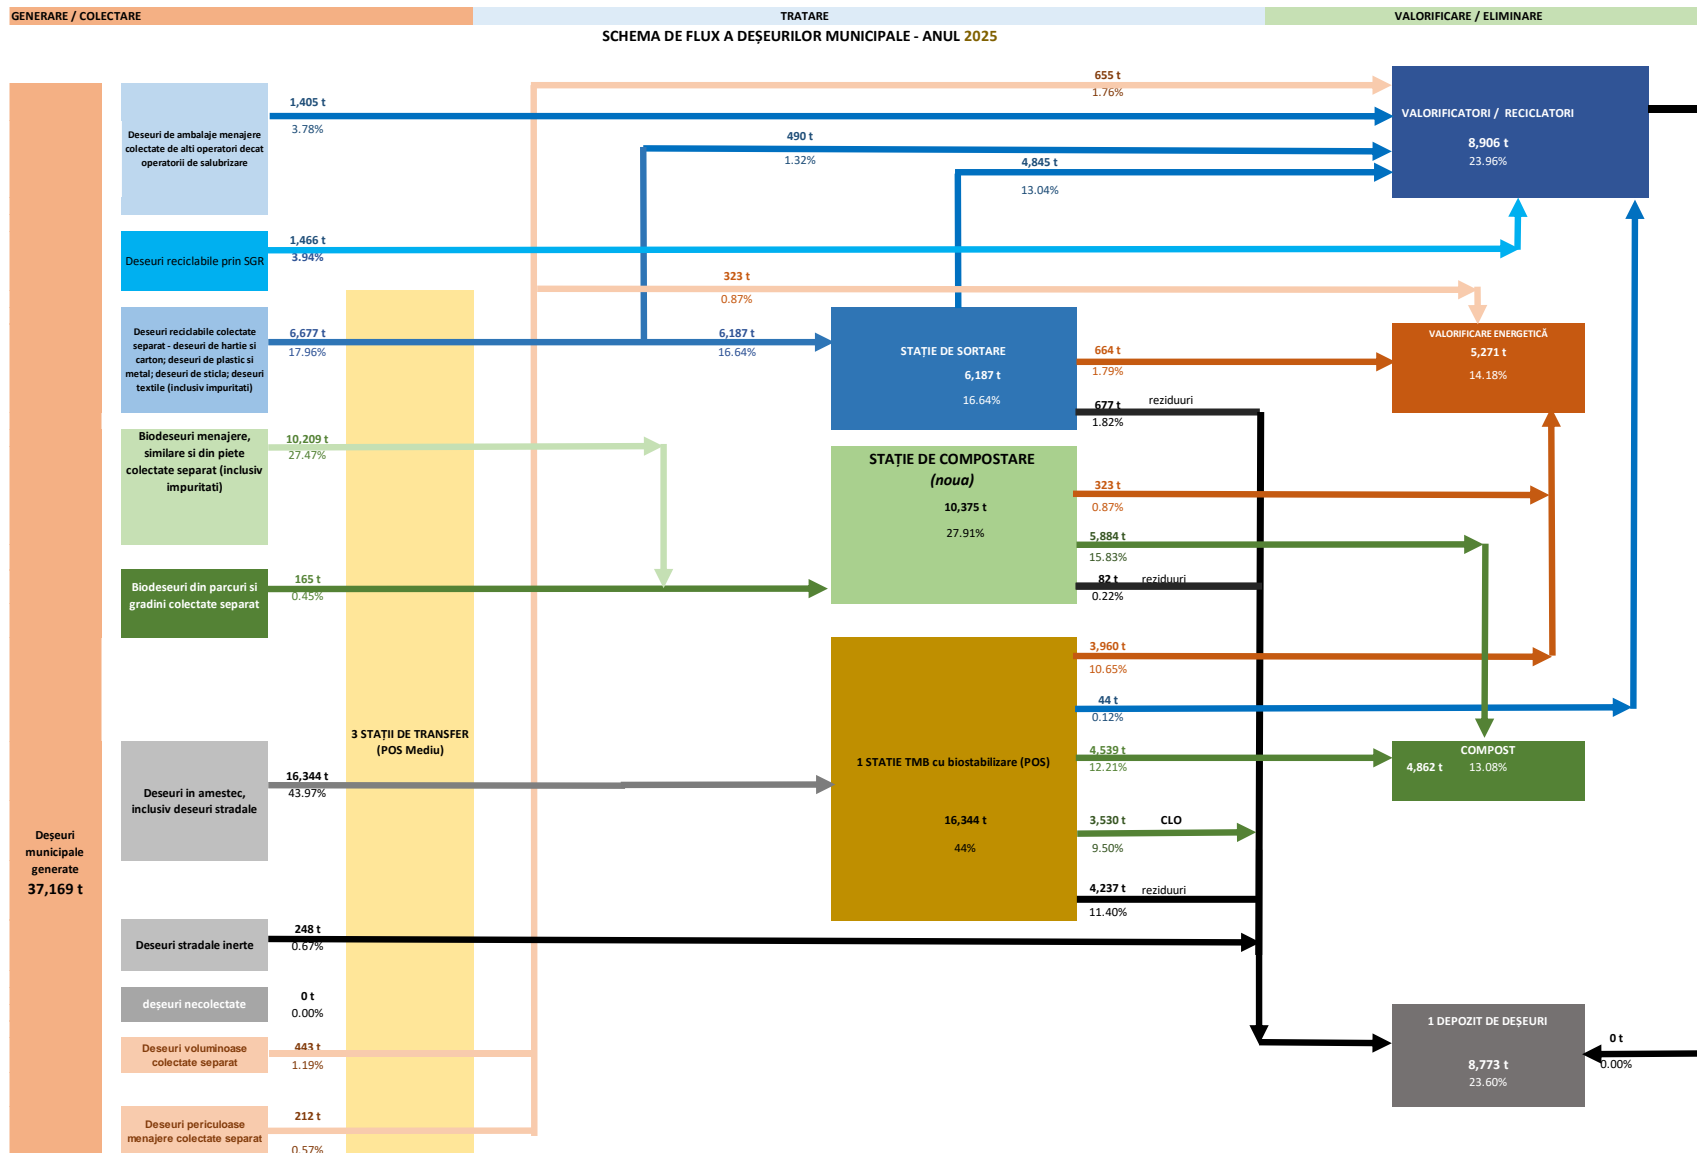 GENERARE / COLECTARE
TRATARE
VALORIFICARE / ELIMINARE
SCHEMA DE FLUX A DEȘEURILOR MUNICIPALE - ANUL 2025
Deșeuri
municipale
generate
37,169 t
Deseuri de ambalaje menajere
colectate de alti operatori decat
operatorii de salubrizare
1,405 t
3.78%
Deseuri reciclabile prin SGR
1,466 t
3.94%
Deseuri reciclabile colectate
separat - deseuri de hartie si
carton; deseuri de plastic si
metal; deseuri de sticla; deseuri
textile (inclusiv impuritati)
6,677 t
17.96%
Biodeseuri menajere,
similare si din piete
colectate separat (inclusiv
impuritati)
10,209 t
27.47%
Biodeseuri din parcuri si
gradini colectate separat
165 t
0.45%
Deseuri in amestec,
inclusiv deseuri stradale
16,344 t
43.97%
Deseuri stradale inerte
248 t
0.67%
deșeuri necolectate
0 t
0.00%
Deseuri voluminoase
colectate separat
443 t
1.19%
Deseuri periculoase
menajere colectate separat
212 t
0.57%
3 STAȚII DE TRANSFER
(POS Mediu)
655 t
1.76%
490 t
1.32%
4,845 t
13.04%
323 t
0.87%
6,187 t
16.64%
STAȚIE DE SORTARE
6,187 t
16.64%
664 t
1.79%
677 t
reziduuri
1.82%
STAȚIE DE COMPOSTARE
(noua)
10,375 t
27.91%
323 t
0.87%
5,884 t
15.83%
82 t
reziduuri
0.22%
1 STATIE TMB cu biostabilizare (POS)
16,344 t
44%
3,960 t
10.65%
44 t
0.12%
4,539 t
12.21%
3,530 t
CLO
9.50%
4,237 t
reziduuri
11.40%
VALORIFICATORI / RECICLATORI
8,906 t
23.96%
VALORIFICARE ENERGETICĂ
5,271 t
14.18%
COMPOST
4,862 t
13.08%
1 DEPOZIT DE DEȘEURI
8,773 t
23.60%
0 t
0.00%